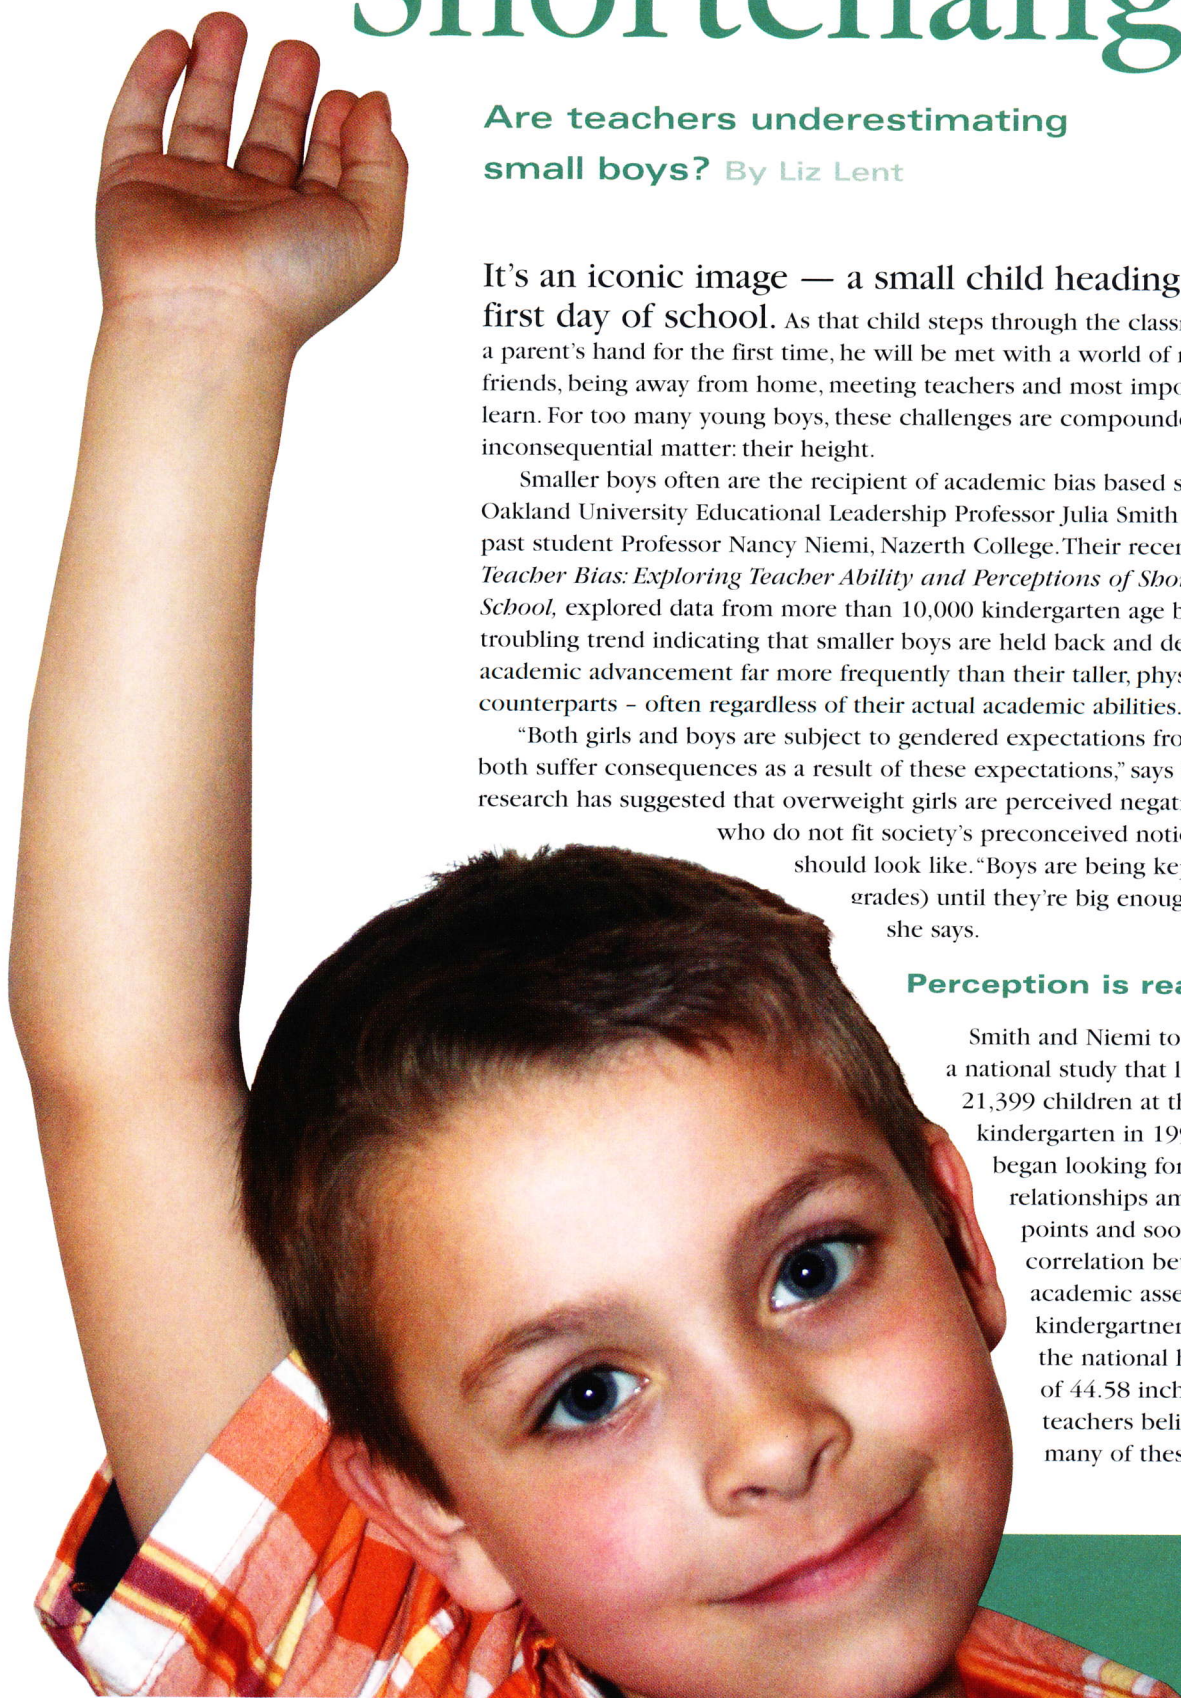 Shortchang
Are teachers underestimating
small boys? By Liz Lent
It's an iconic image — a small child heading
first day of school. As that child steps through the class
a parent's hand for the first time, he will be met with a world of
friends, being away from home, meeting teachers and most impo
learn. For too many young boys, these challenges are compound
inconsequential matter: their height.
Smaller boys often are the recipient of academic bias based s
Oakland University Educational Leadership Professor Julia Smith
past student Professor Nancy Niemi, Nazerth College. Their recen
Teacher Bias: Exploring Teacher Ability and Perceptions of Sho
School, explored data from more than 10,000 kindergarten age b
troubling trend indicating that smaller boys are held back and de
academic advancement far more frequently than their taller, phys
counterparts – often regardless of their actual academic abilities.
“Both girls and boys are subject to gendered expectations fro
both suffer consequences as a result of these expectations,” says
research has suggested that overweight girls are perceived negat
who do not fit society's preconceived noti
should look like. “Boys are being ke
grades) until they're big enoug
she says.
Perception is rea
Smith and Niemi to
a national study that l
21,399 children at th
kindergarten in 199
began looking for
relationships am
points and soo
correlation be
academic asse
kindergartner
the national
of 44.58 inch
teachers beli
many of thes